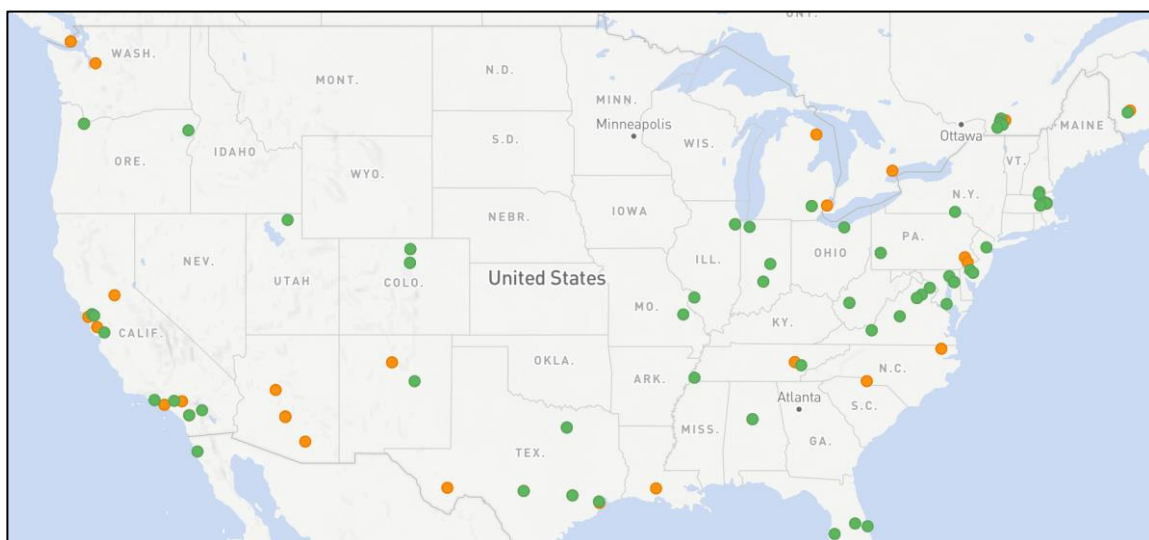 ONT.
WASH.
MONT.
N.D.
MINN.
Minneapolis
Ottawa
MAINE
ORE.
IDAHO
S.D.
WIS.
VT.
WYO.
N.Y.
NEBR.
IOWA
PA.
NEV.
UTAH
COLO.
United States
ILL.
OHIO
MO.
CALIF.
KY.
OKLA.
ARK.
N.C.
Atlanta
S.C.
MISS.
TEX.
GA.